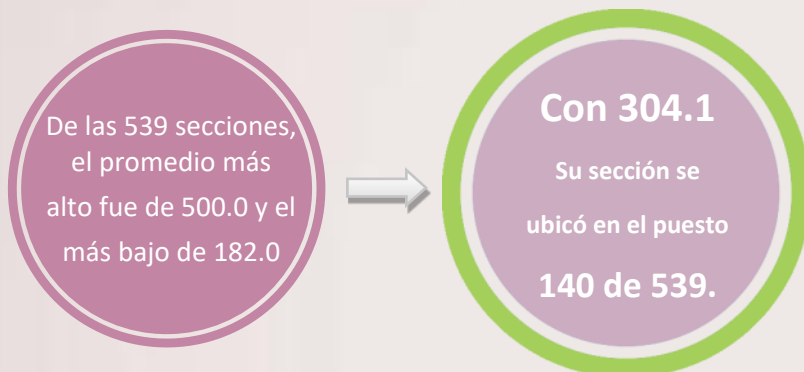 De las 539 secciones,
el promedio más
alto fue de 500.0 y el
más bajo de 182.0
Con 304.1
Su sección se
ubicó en el puesto
140 de 539.